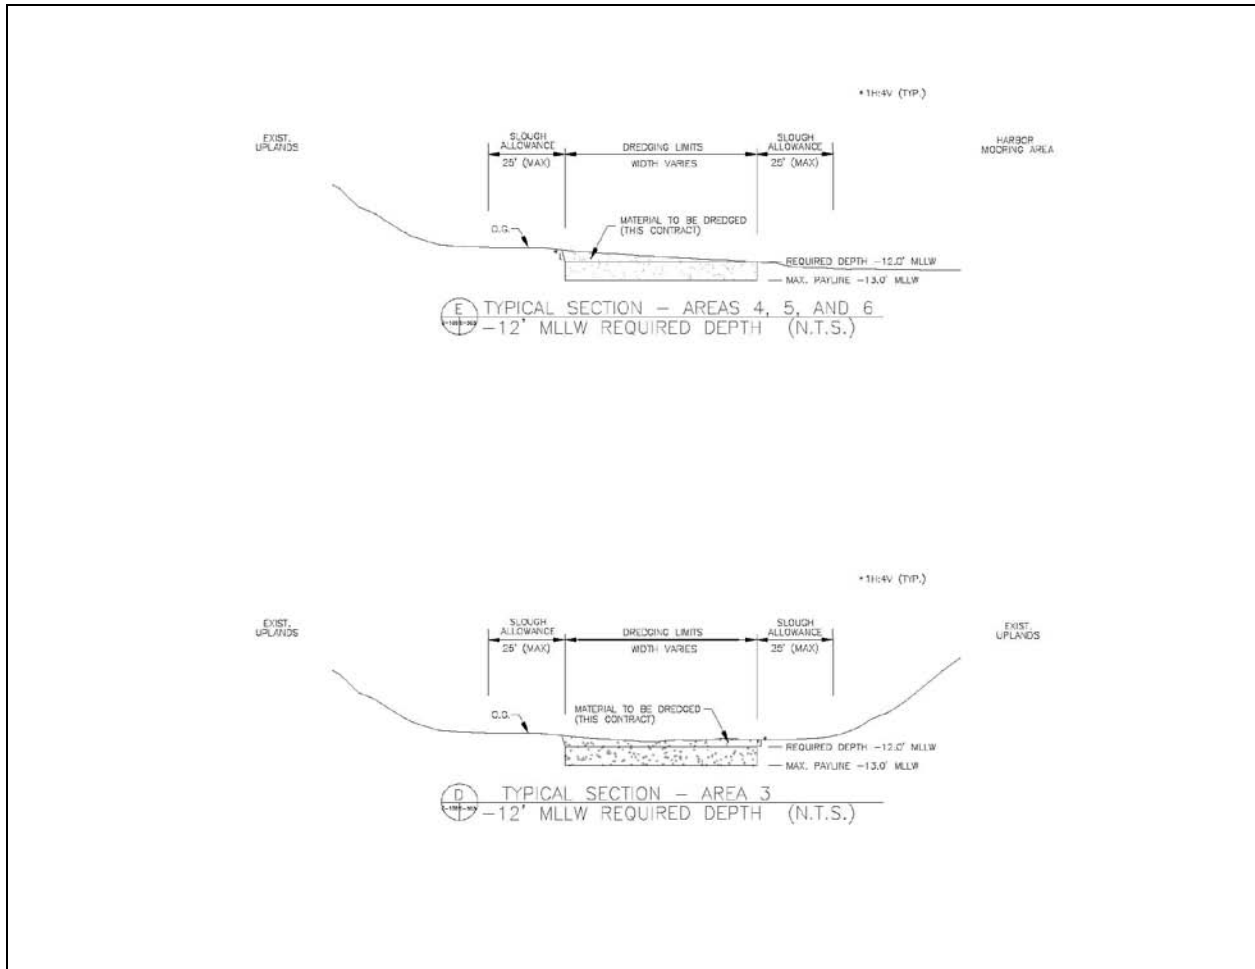 *1H:4V (TYP.)
EXIST.
UPLANDS
SLOUGH
ALLOWANCE
25' (MAX)
DREDGING LIMITS
WIDTH VARIES
SLOUGH
ALLOWANCE
25' (MAX)
HARBOR
MOORING AREA
O.G.
MATERIAL TO BE DREDGED
(THIS CONTRACT)
*
REQUIRED DEPTH -12.0' MLLW
MAX. PAYLINE -13.0' MLLW
E
TYPICAL SECTION - AREAS 4, 5, AND 6
-12' MLLW REQUIRED DEPTH (N.T.S.)
*1H:4V (TYP.)
EXIST.
UPLANDS
SLOUGH
ALLOWANCE
25' (MAX)
DREDGING LIMITS
WIDTH VARIES
SLOUGH
ALLOWANCE
25' (MAX)
EXIST.
UPLANDS
O.G.
MATERIAL TO BE DREDGED
(THIS CONTRACT)
*
REQUIRED DEPTH -12.0' MLLW
MAX. PAYLINE -13.0' MLLW
D
TYPICAL SECTION - AREA 3
-12' MLLW REQUIRED DEPTH (N.T.S.)